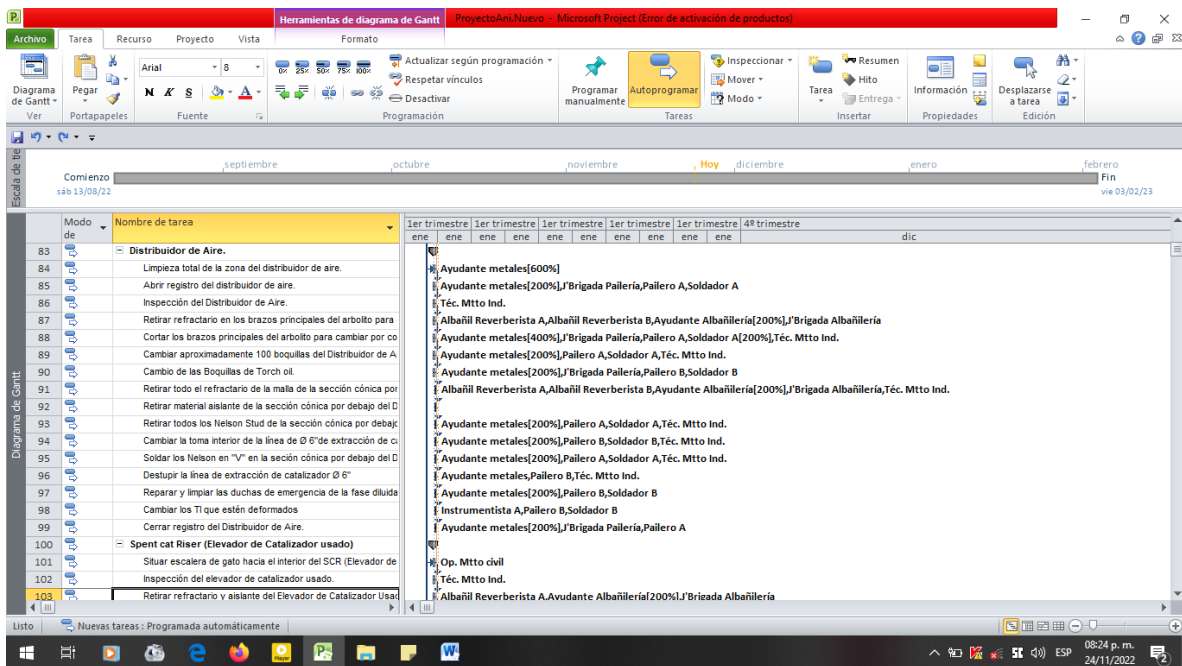 Herramientas de diagrama de Gantt ProyectoAni.Nuevo - Microsoft Project (Error de activación de productos)
Archivo Tarea Recurso Proyecto Vista Formato
Diagrama de Gantt
Ver
Pegar
Portapapeles
Arial 8
N K S A
Fuente
0% 25% 50% 75% 100%
Actualizar según programación
Respetar vínculos
Desactivar
Programación
Programar manualmente
Autoprogramar
Inspeccionar
Mover
Modo
Tareas
Tarea
Resumen
Hito
Entrega
Insertar
Información
Propiedades
Desplazarse a tarea
Edición
Escala de tie
septiembre octubre noviembre Hoy diciembre enero febrero
Comienzo
sáb 13/08/22
Fin
vie 03/02/23
Diagrama de Gantt
Modo de Nombre de tarea
1er trimestre 1er trimestre 1er trimestre 1er trimestre 1er trimestre 4º trimestre
ene ene ene ene ene ene ene ene ene ene dic
83 Distribuidor de Aire.
84 Limpieza total de la zona del distribuidor de aire. Ayudante metales[600%]
85 Abrir registro del distribuidor de aire. Ayudante metales[200%],J'Brigada Pailería,Pailero A,Soldador A
86 Inspección del Distribuidor de Aire. Téc. Mtto Ind.
87 Retirar refractario en los brazos principales del arbolito para Albañil Reverberista A,Albañil Reverberista B,Ayudante Albañilería[200%],J'Brigada Albañilería
88 Cortar los brazos principales del arbolito para cambiar por co Ayudante metales[400%],J'Brigada Pailería,Pailero A,Soldador A[200%],Téc. Mtto Ind.
89 Cambiar aproximadamente 100 boquillas del Distribuidor de A Ayudante metales[200%],Pailero A,Soldador A,Téc. Mtto Ind.
90 Cambio de las Boquillas de Torch oil. Ayudante metales[200%],J'Brigada Pailería,Pailero B,Soldador B
91 Retirar todo el refractario de la malla de la sección cónica por Albañil Reverberista A,Albañil Reverberista B,Ayudante Albañilería[200%],J'Brigada Albañilería,Téc. Mtto Ind.
92 Retirar material aislante de la sección cónica por debajo del D
93 Retirar todos los Nelson Stud de la sección cónica por debajo Ayudante metales[200%],Pailero A,Soldador A,Téc. Mtto Ind.
94 Cambiar la toma interior de la línea de Ø 6"de extracción de ca Ayudante metales[200%],Pailero B,Soldador B,Téc. Mtto Ind.
95 Soldar los Nelson en "V" en la seción cónica por debajo del D Ayudante metales[200%],Pailero A,Soldador A,Téc. Mtto Ind.
96 Destupir la línea de extracción de catalizador Ø 6" Ayudante metales,Pailero B,Téc. Mtto Ind.
97 Reparar y limpiar las duchas de emergencia de la fase diluida Ayudante metales[200%],Pailero B,Soldador B
98 Cambiar los TI que estén deformados Instrumentista A,Pailero B,Soldador B
99 Cerrar registro del Distribuidor de Aire. Ayudante metales[200%],J'Brigada Pailería,Pailero A
100 Spent cat Riser (Elevador de Catalizador usado)
101 Situar escalera de gato hacia el interior del SCR (Elevador de Op. Mtto civil
102 Inspección del elevador de catalizador usado. Téc. Mtto Ind.
103 Retirar refractario y aislante del Elevador de Catalizador Usad Albañil Reverberista A,Ayudante Albañilería[200%],J'Brigada Albañilería
Listo Nuevas tareas : Programada automáticamente
Player
ESP
08:24 p. m.
24/11/2022